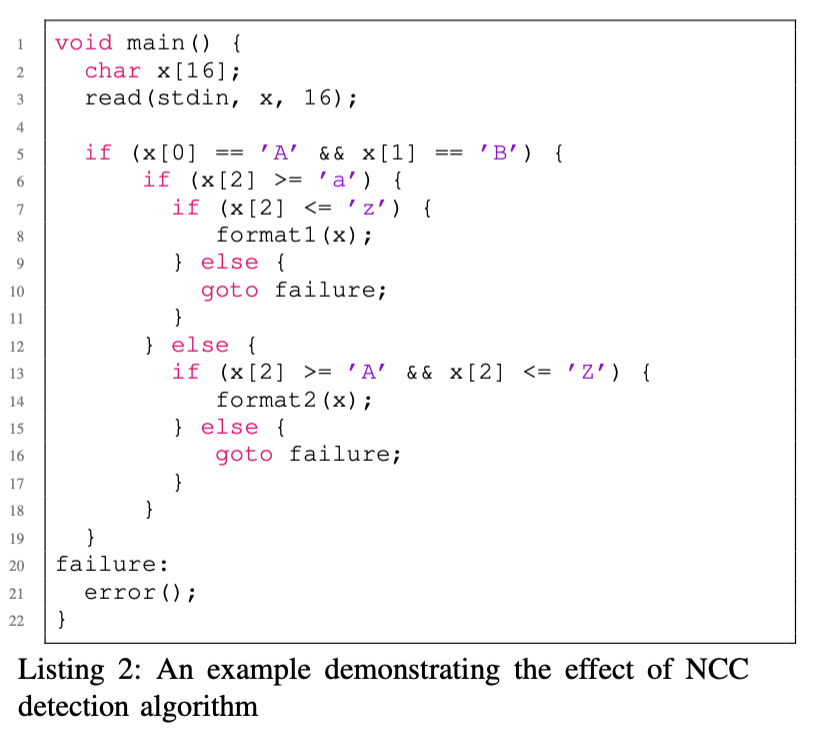 1 void main() {
2   char x[16];
3   read(stdin, x, 16);
4
5   if (x[0] == 'A' && x[1] == 'B') {
6       if (x[2] >= 'a') {
7         if (x[2] <= 'z') {
8            format1(x);
9         } else {
10          goto failure;
11        }
12      } else {
13        if (x[2] >= 'A' && x[2] <= 'Z') {
14           format2(x);
15        } else {
16           goto failure;
17        }
18      }
19  }
20 failure:
21   error();
22 }
Listing 2: An example demonstrating the effect of NCC
detection algorithm